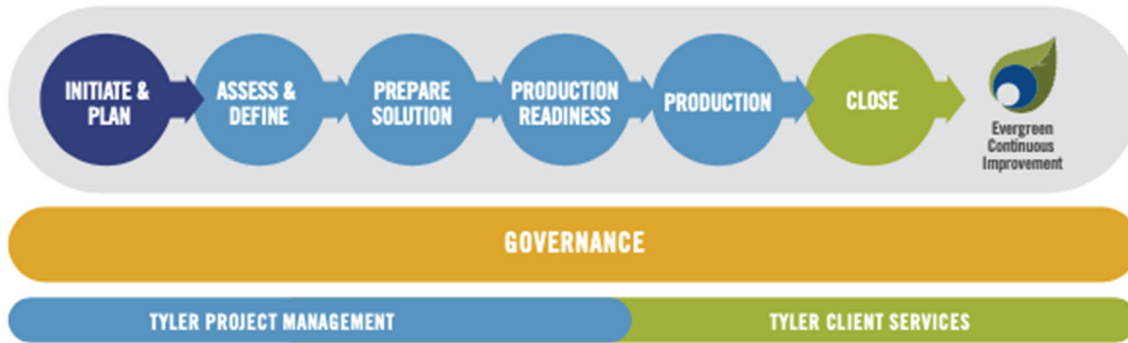 INITIATE &
PLAN
ASSESS &
DEFINE
PREPARE
SOLUTION
PRODUCTION
READINESS
PRODUCTION
CLOSE
Evergreen
Continuous
Improvement
GOVERNANCE
TYLER PROJECT MANAGEMENT
TYLER CLIENT SERVICES